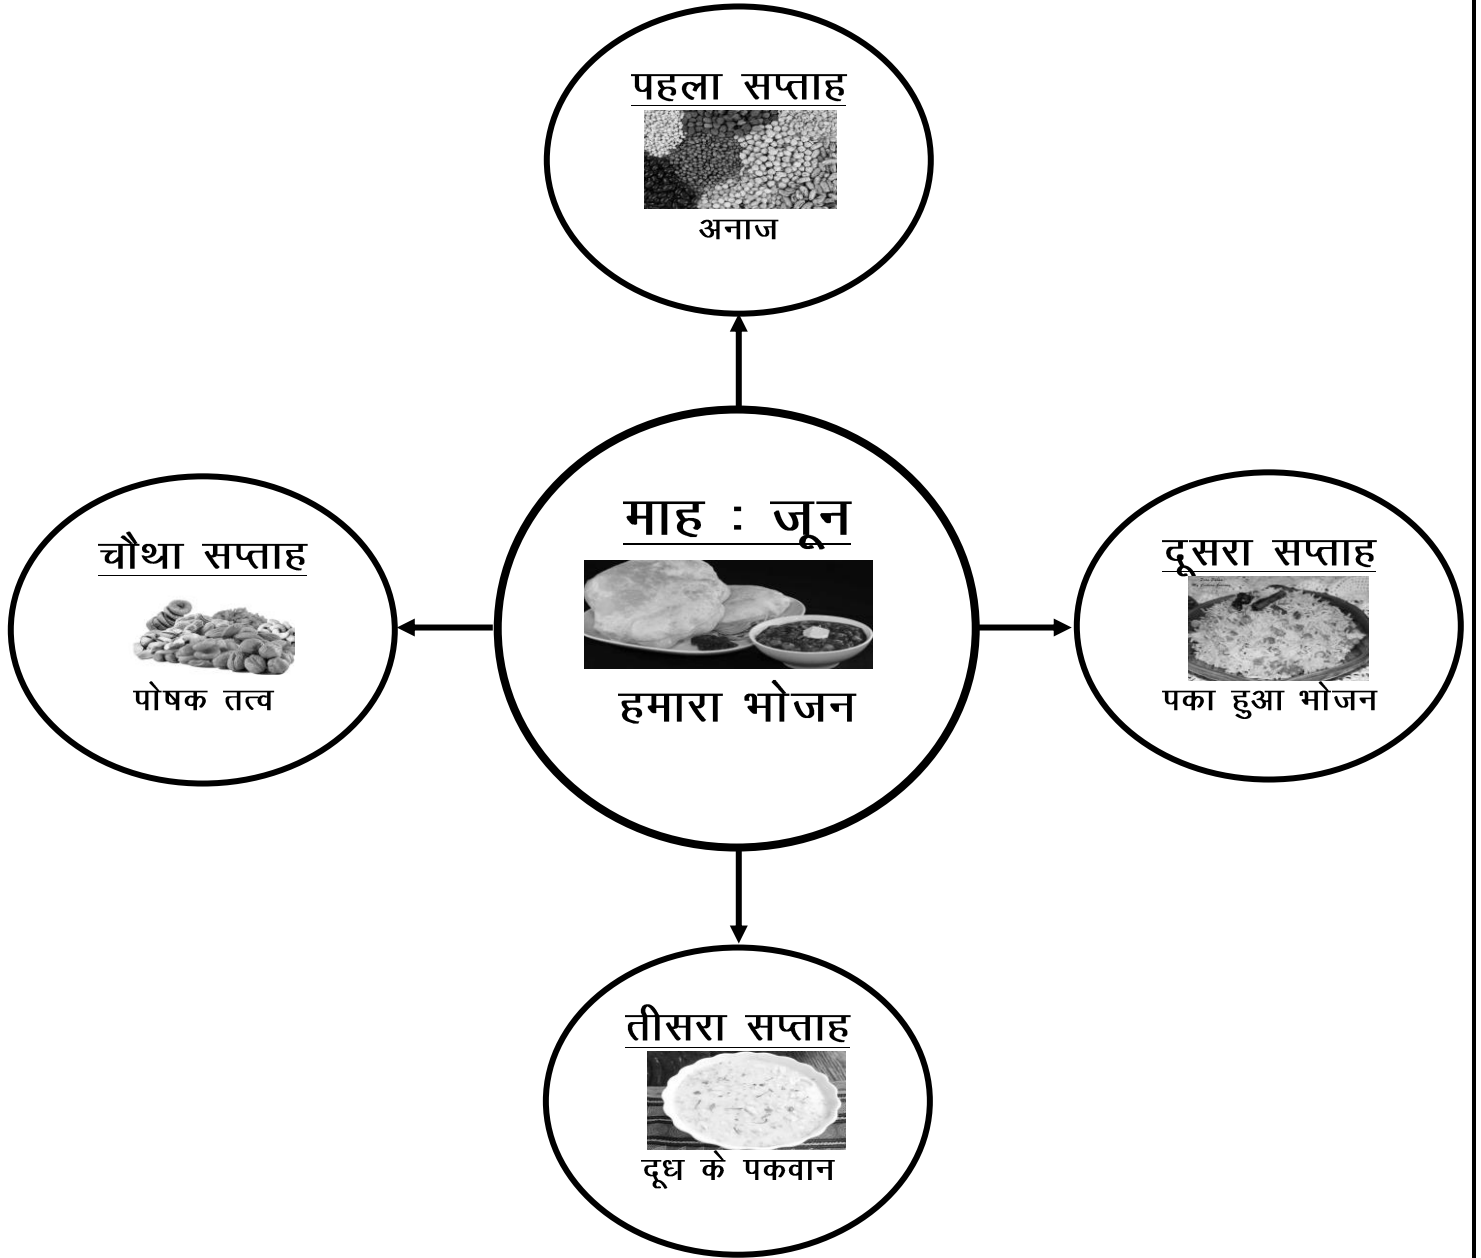 पहला सप्ताह
अनाज
माह : जून
हमारा भोजन
चौथा सप्ताह
पोषक तत्व
दूसरा सप्ताह
पका हुआ भोजन
तीसरा सप्ताह
दूध के पकवान